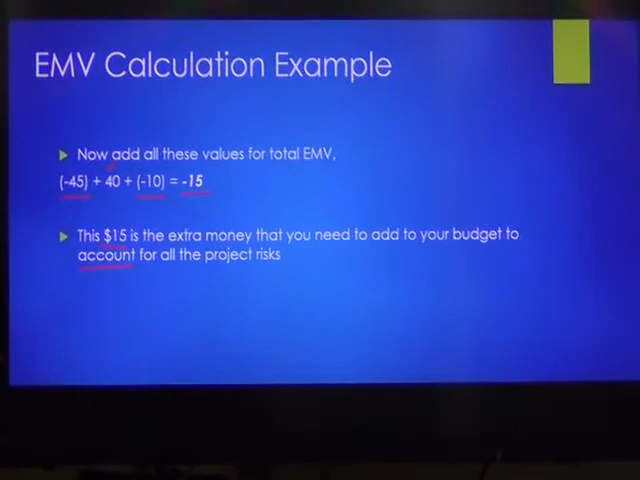 EMV Calculation Example
Now add all these values for total EMV,
(-45) + 40 + (-10) = -15
This $15 is the extra money that you need to add to your budget to
account for all the project risks